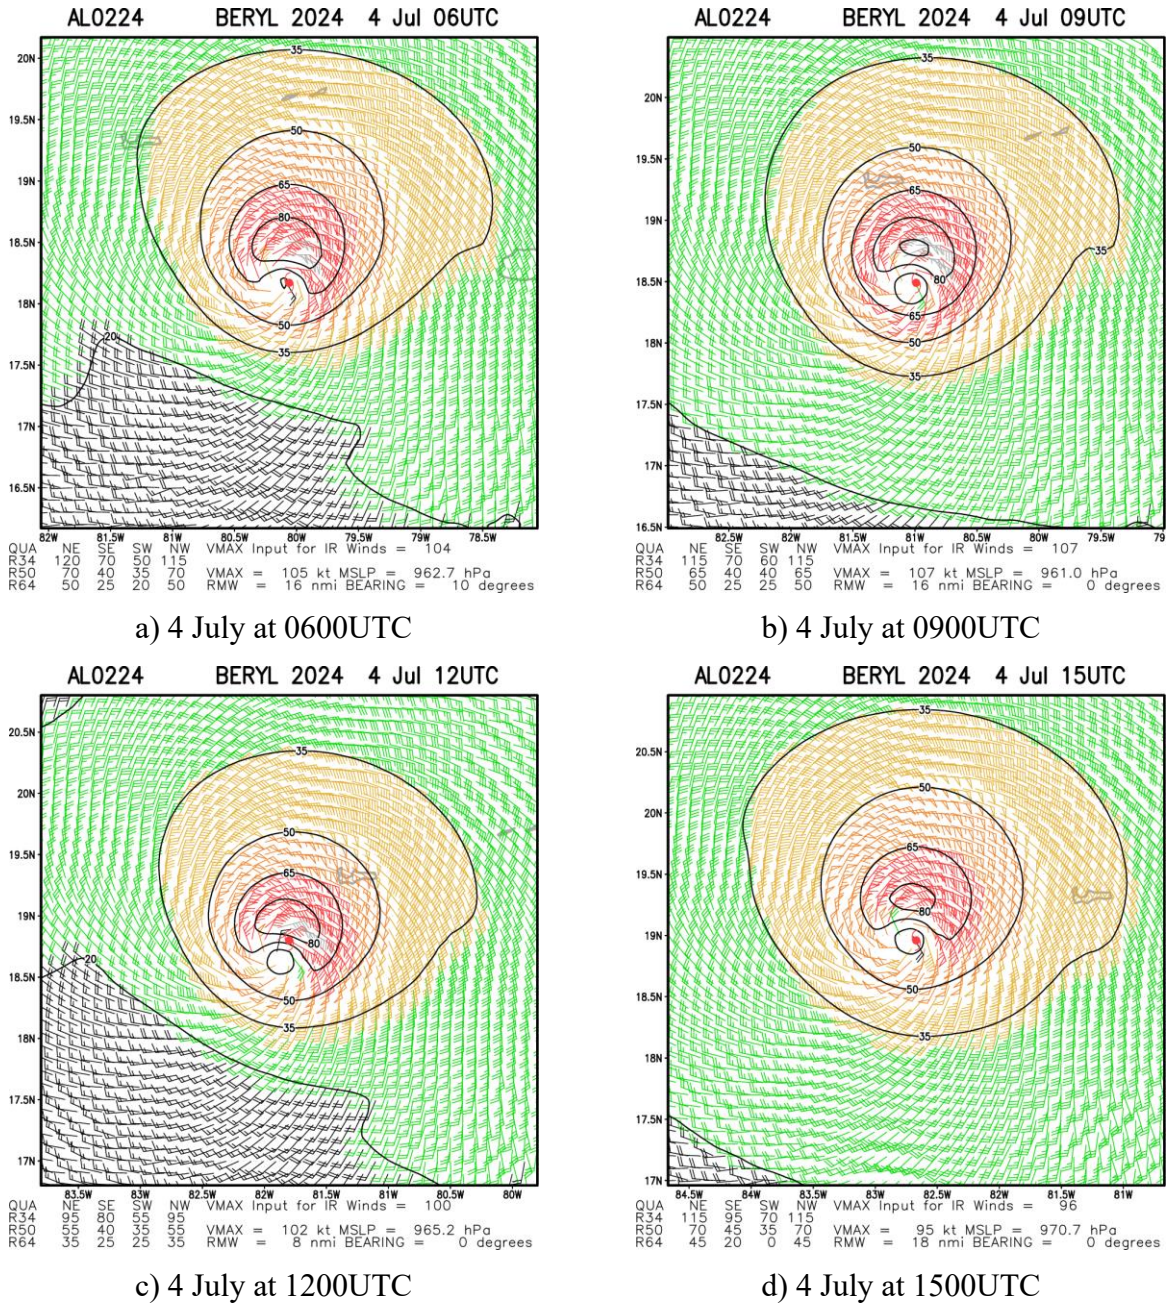 AL0224 BERYL 2024 4 Jul 06UTC
20N
19.5N
19N
18.5N
18N
17.5N
17N
16.5N
35
50
65
80
50
35
20
82W 81.5W 81W 80.5W 80W 79.5W 79W 78.5W
QUA NE SE SW NW VMAX Input for IR Winds = 104
R34 120 70 50 115
R50 70 40 35 70 VMAX = 105 kt MSLP = 962.7 hPa
R64 50 25 20 50 RMW = 16 nmi BEARING = 10 degrees
a) 4 July at 0600UTC
AL0224 BERYL 2024 4 Jul 09UTC
20N
19.5N
19N
18.5N
18N
17.5N
17N
16.5N
35
50
65
35
80
65
50
35
82.5W 82W 81.5W 81W 80.5W 80W 79.5W 79
QUA NE SE SW NW VMAX Input for IR Winds = 107
R34 115 70 60 115
R50 65 40 40 65 VMAX = 107 kt MSLP = 961.0 hPa
R64 50 25 25 50 RMW = 16 nmi BEARING = 0 degrees
b) 4 July at 0900UTC
AL0224 BERYL 2024 4 Jul 12UTC
20.5N
20N
19.5N
19N
18.5N
18N
17.5N
17N
35
50
65
80
20
50
35
83.5W 83W 82.5W 82W 81.5W 81W 80.5W 80W
QUA NE SE SW NW VMAX Input for IR Winds = 100
R34 95 80 55 95
R50 55 40 35 55 VMAX = 102 kt MSLP = 965.2 hPa
R64 35 25 25 35 RMW = 8 nmi BEARING = 0 degrees
c) 4 July at 1200UTC
AL0224 BERYL 2024 4 Jul 15UTC
20.5N
20N
19.5N
19N
18.5N
18N
17.5N
17N
35
50
65
80
50
35
84.5W 84W 83.5W 83W 82.5W 82W 81.5W 81W
QUA NE SE SW NW VMAX Input for IR Winds = 96
R34 115 95 70 115
R50 70 45 35 70 VMAX = 95 kt MSLP = 970.7 hPa
R64 45 20 0 45 RMW = 18 nmi BEARING = 0 degrees
d) 4 July at 1500UTC